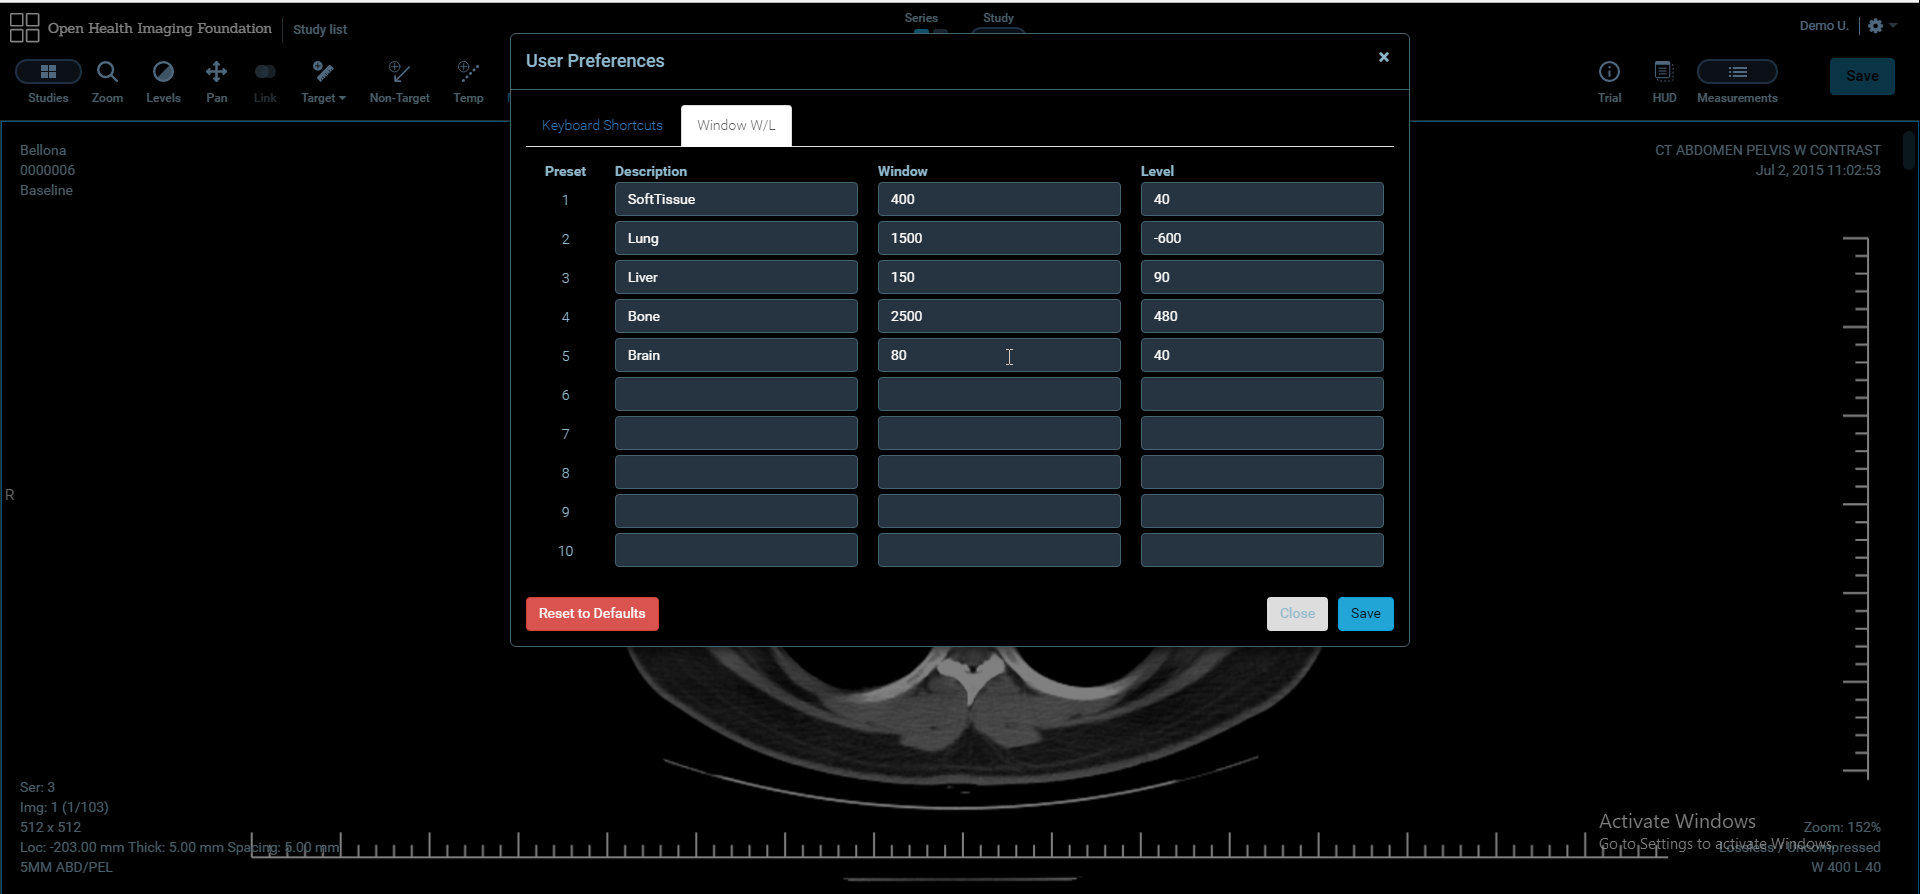 Open Health Imaging Foundation
Study list
Series
Study
Demo U.
Studies
Zoom
Levels
Pan
Link
Target
Non-Target
Temp
Trial
HUD
Measurements
Save
User Preferences
×
Keyboard Shortcuts
Window W/L
Preset Description Window Level
1 SoftTissue 400 40
2 Lung 1500 -600
3 Liver 150 90
4 Bone 2500 480
5 Brain 80 40
6
7
8
9
10
Reset to Defaults
Close
Save
Bellona
0000006
Baseline
CT ABDOMEN PELVIS W CONTRAST
Jul 2, 2015 11:02:53
R
Ser: 3
Img: 1 (1/103)
512 x 512
Loc: -203.00 mm Thick: 5.00 mm Spacing: 5.00 mm
5MM ABD/PEL
Activate Windows
Go to Settings to activate Windows.
Zoom: 152%
Lossless / Uncompressed
W 400 L 40